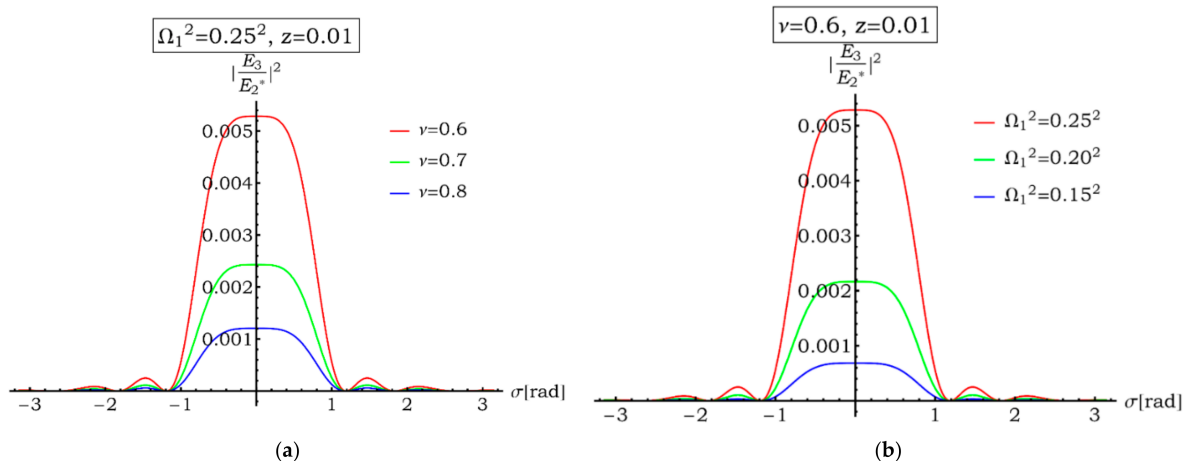 Ω₁²=0.25², z=0.01
|E₃/E₂*|²
0.005
0.004
0.003
0.002
0.001
−3 −2 −1 1 2 3
σ[rad]
ν=0.6
ν=0.7
ν=0.8
(a)
ν=0.6, z=0.01
|E₃/E₂*|²
0.005
0.004
0.003
0.002
0.001
−3 −2 −1 1 2 3
σ[rad]
Ω₁²=0.25²
Ω₁²=0.20²
Ω₁²=0.15²
(b)